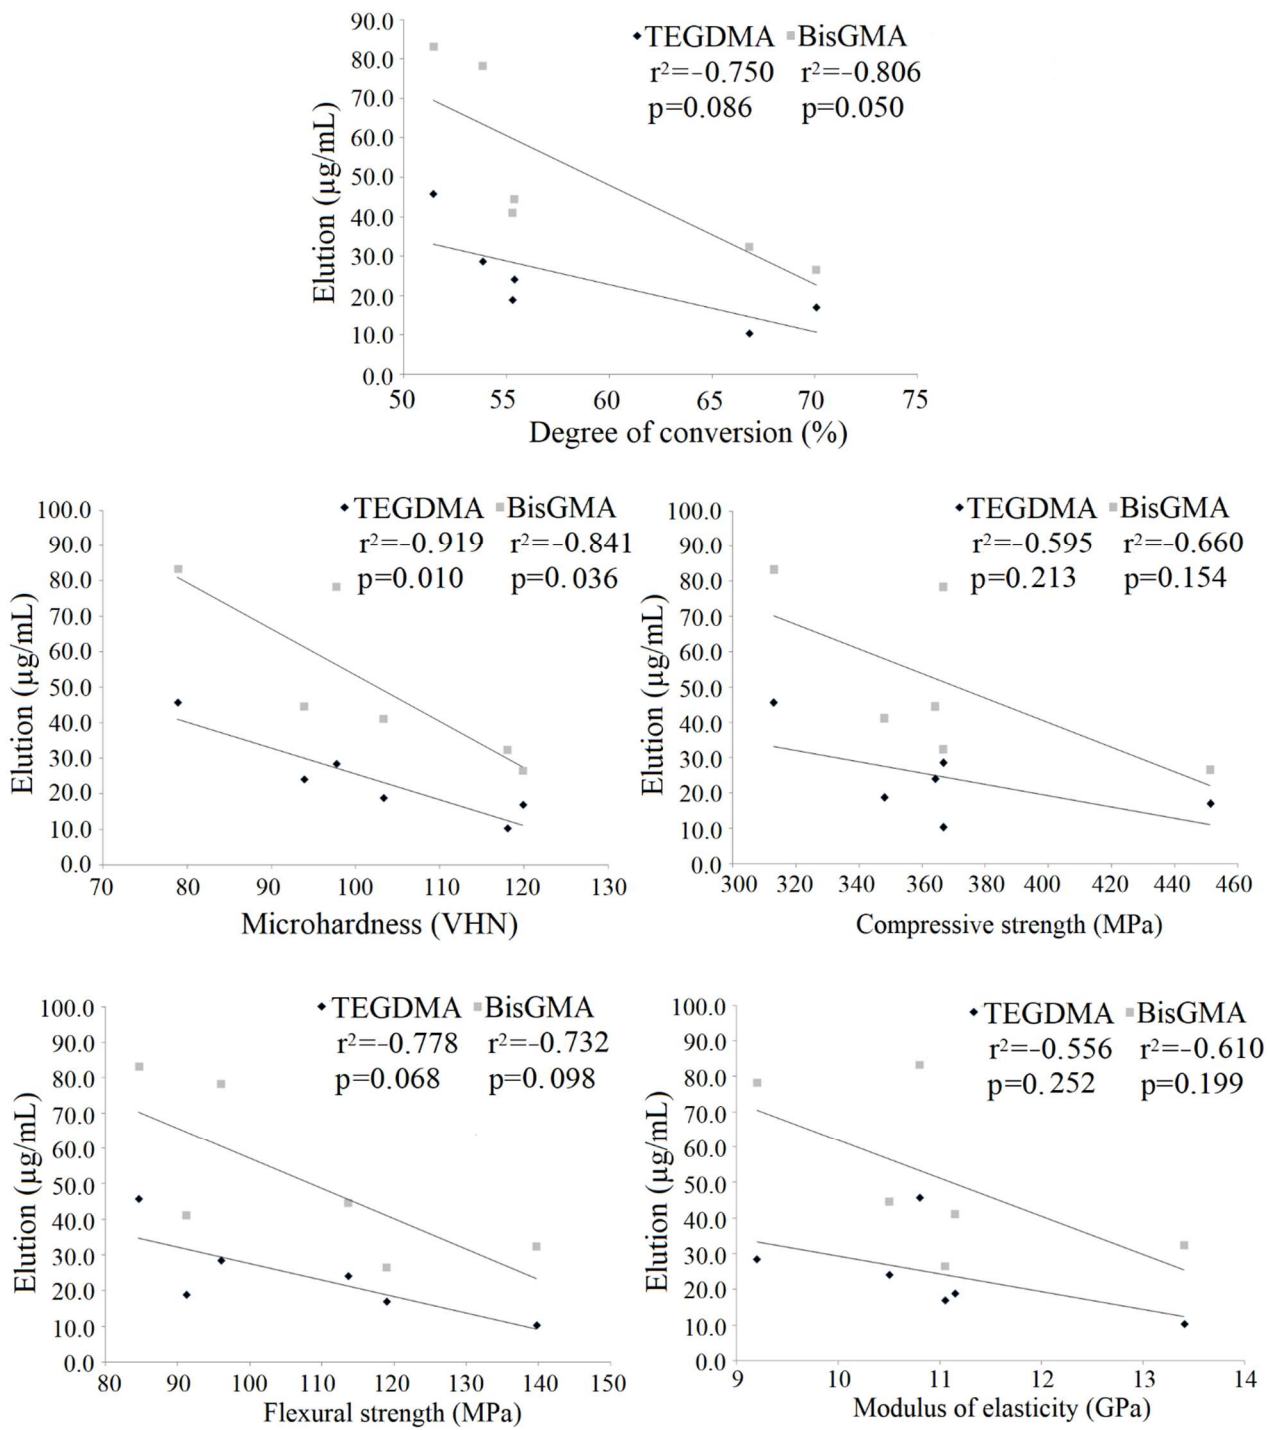 TEGDMA BisGMA
r²=-0.750 r²=-0.806
p=0.086 p=0.050
Elution (µg/mL)
90.0
80.0
70.0
60.0
50.0
40.0
30.0
20.0
10.0
0.0
50 55 60 65 70 75
Degree of conversion (%)
TEGDMA BisGMA
r²=-0.919 r²=-0.841
p=0.010 p=0.036
Elution (µg/mL)
100.0
90.0
80.0
70.0
60.0
50.0
40.0
30.0
20.0
10.0
0.0
70 80 90 100 110 120 130
Microhardness (VHN)
TEGDMA BisGMA
r²=-0.595 r²=-0.660
p=0.213 p=0.154
Elution (µg/mL)
100.0
90.0
80.0
70.0
60.0
50.0
40.0
30.0
20.0
10.0
0.0
300 320 340 360 380 400 420 440 460
Compressive strength (MPa)
TEGDMA BisGMA
r²=-0.778 r²=-0.732
p=0.068 p=0.098
Elution (µg/mL)
100.0
90.0
80.0
70.0
60.0
50.0
40.0
30.0
20.0
10.0
0.0
80 90 100 110 120 130 140 150
Flexural strength (MPa)
TEGDMA BisGMA
r²=-0.556 r²=-0.610
p=0.252 p=0.199
Elution (µg/mL)
100.0
90.0
80.0
70.0
60.0
50.0
40.0
30.0
20.0
10.0
0.0
9 10 11 12 13 14
Modulus of elasticity (GPa)